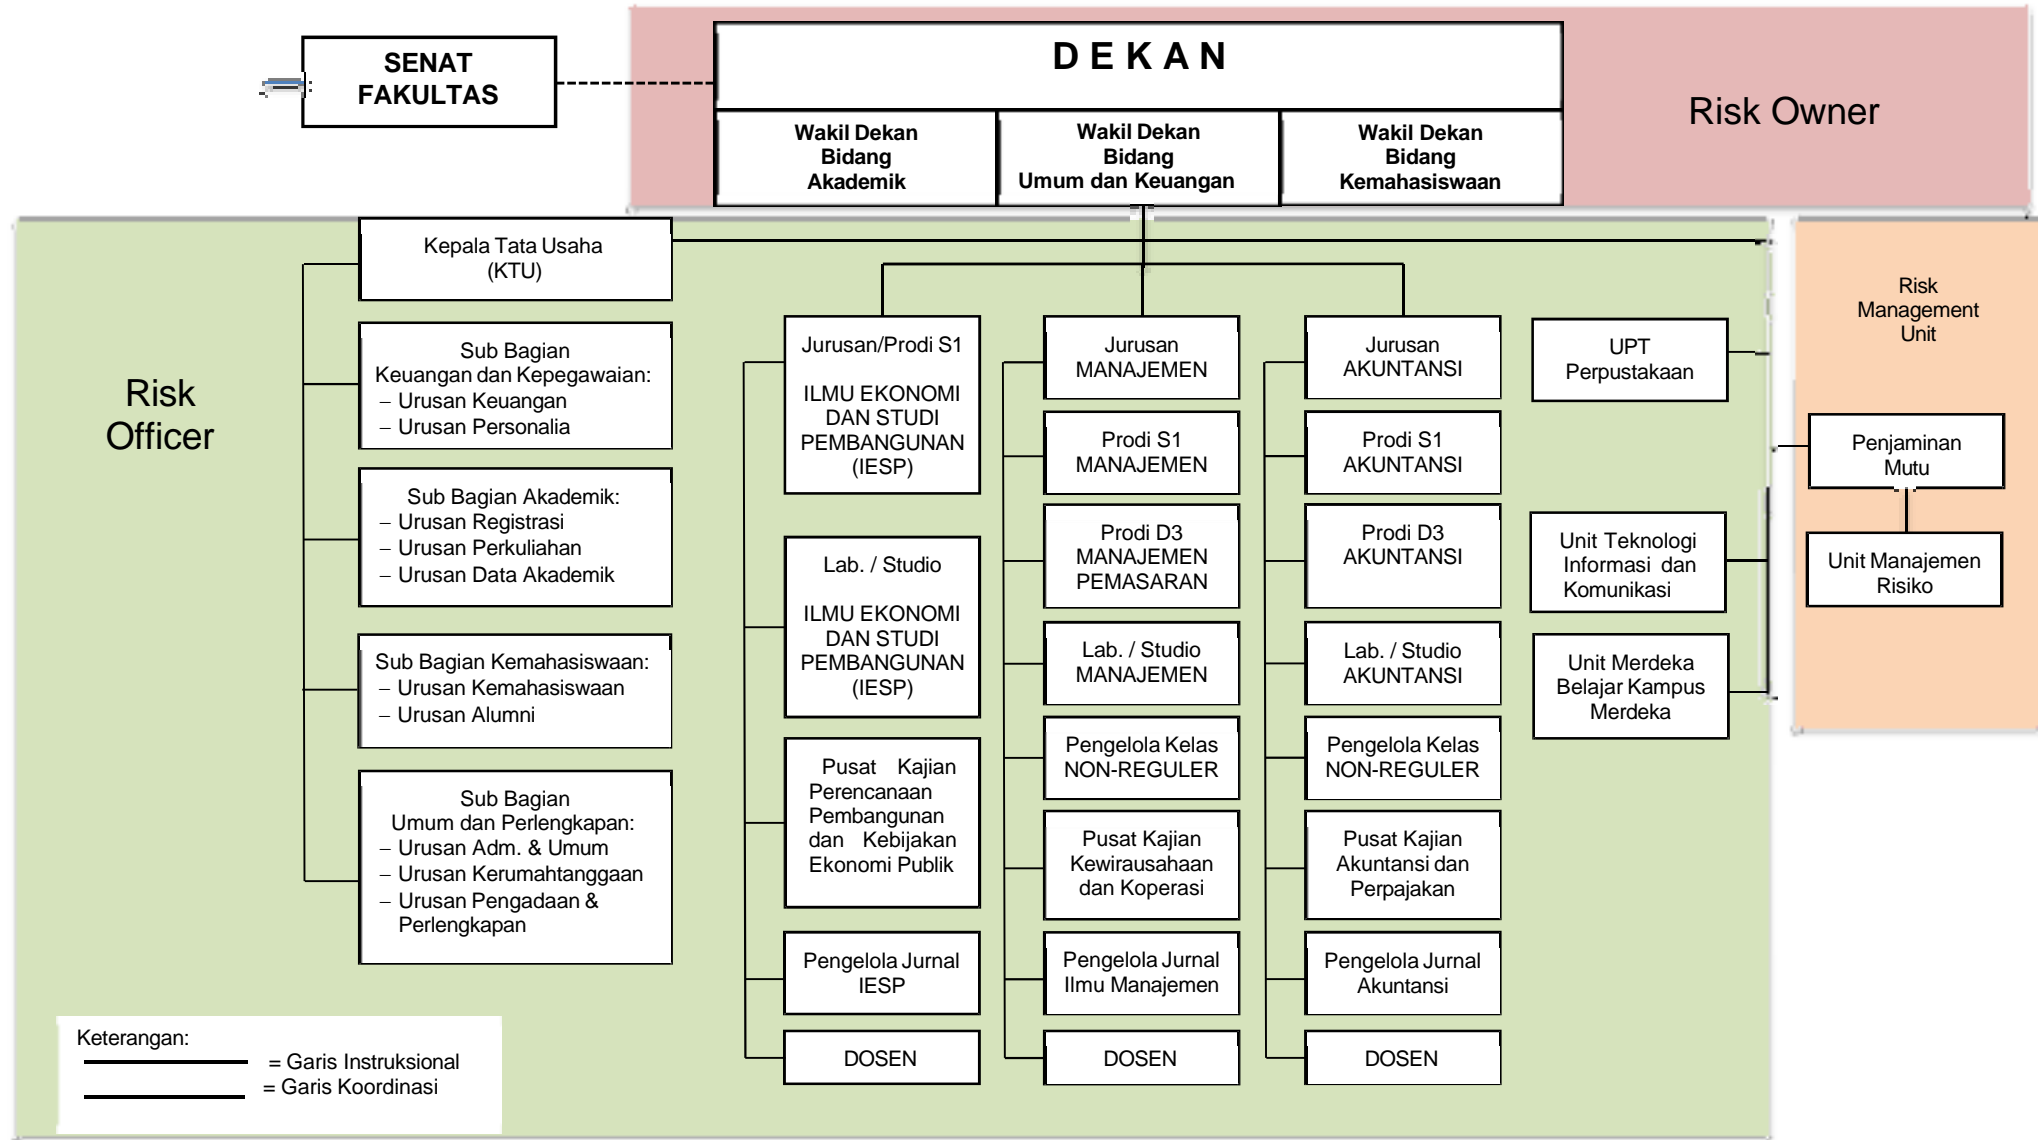 SENAT
FAKULTAS
D E K A N
Wakil Dekan
Bidang
Akademik
Wakil Dekan
Bidang
Umum dan Keuangan
Wakil Dekan
Bidang
Kemahasiswaan
Risk Owner
Risk
Officer
Kepala Tata Usaha
(KTU)
Sub Bagian
Keuangan dan Kepegawaian:
– Urusan Keuangan
– Urusan Personalia
Sub Bagian Akademik:
– Urusan Registrasi
– Urusan Perkuliahan
– Urusan Data Akademik
Sub Bagian Kemahasiswaan:
– Urusan Kemahasiswaan
– Urusan Alumni
Sub Bagian
Umum dan Perlengkapan:
– Urusan Adm. & Umum
– Urusan Kerumahtanggaan
– Urusan Pengadaan &
Perlengkapan
Jurusan/Prodi S1
ILMU EKONOMI
DAN STUDI
PEMBANGUNAN
(IESP)
Lab. / Studio
ILMU EKONOMI
DAN STUDI
PEMBANGUNAN
(IESP)
Pusat Kajian
Perencanaan
Pembangunan
dan Kebijakan
Ekonomi Publik
Pengelola Jurnal
IESP
DOSEN
Jurusan
MANAJEMEN
Prodi S1
MANAJEMEN
Prodi D3
MANAJEMEN
PEMASARAN
Lab. / Studio
MANAJEMEN
Pengelola Kelas
NON-REGULER
Pusat Kajian
Kewirausahaan
dan Koperasi
Pengelola Jurnal
Ilmu Manajemen
DOSEN
Jurusan
AKUNTANSI
Prodi S1
AKUNTANSI
Prodi D3
AKUNTANSI
Lab. / Studio
AKUNTANSI
Pengelola Kelas
NON-REGULER
Pusat Kajian
Akuntansi dan
Perpajakan
Pengelola Jurnal
Akuntansi
DOSEN
UPT
Perpustakaan
Unit Teknologi
Informasi dan
Komunikasi
Unit Merdeka
Belajar Kampus
Merdeka
Risk
Management
Unit
Penjaminan
Mutu
Unit Manajemen
Risiko
Keterangan:
= Garis Instruksional
= Garis Koordinasi